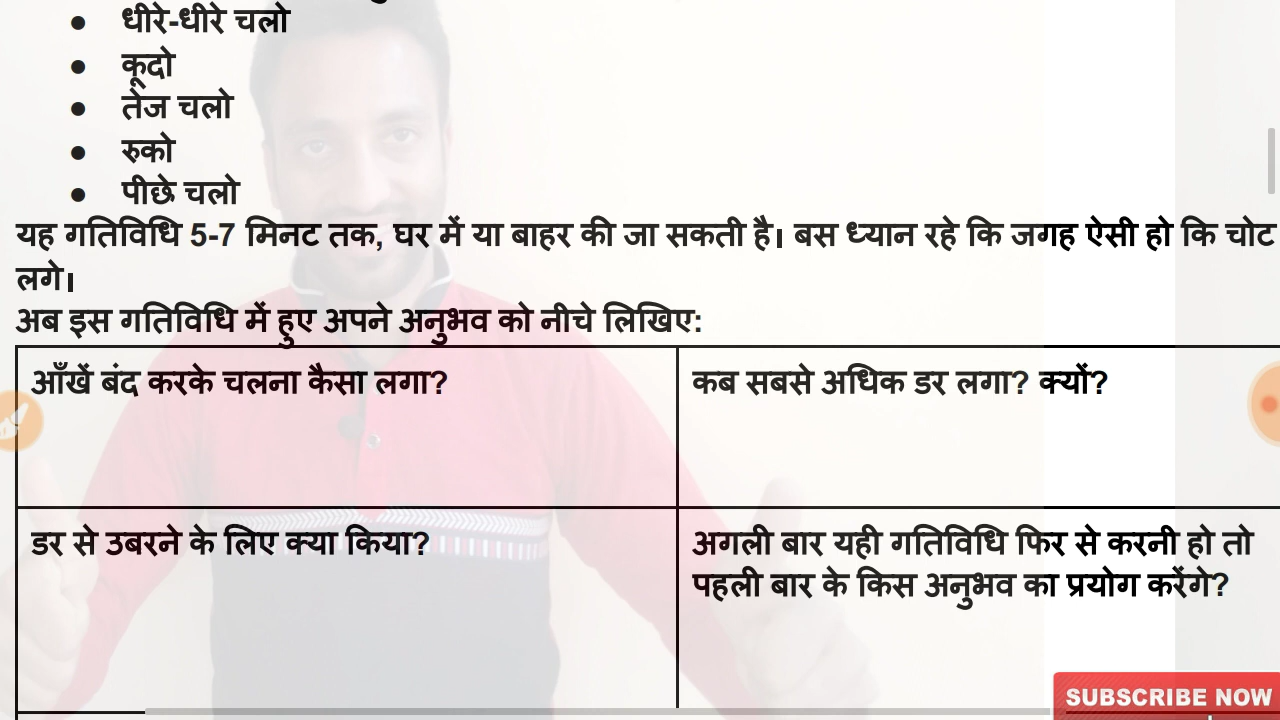 धीरे-धीरे चलो
कूदो
तेज चलो
रुको
पीछे चलो
यह गतिविधि 5-7 मिनट तक, घर में या बाहर की जा सकती है। बस ध्यान रहे कि जगह ऐसी हो कि चोट
लगे।
अब इस गतिविधि में हुए अपने अनुभव को नीचे लिखिए:
आँखें बंद करके चलना कैसा लगा?
कब सबसे अधिक डर लगा? क्यों?
डर से उबरने के लिए क्या किया?
अगली बार यही गतिविधि फिर से करनी हो तो
पहली बार के किस अनुभव का प्रयोग करेंगे?
SUBSCRIBE NOW